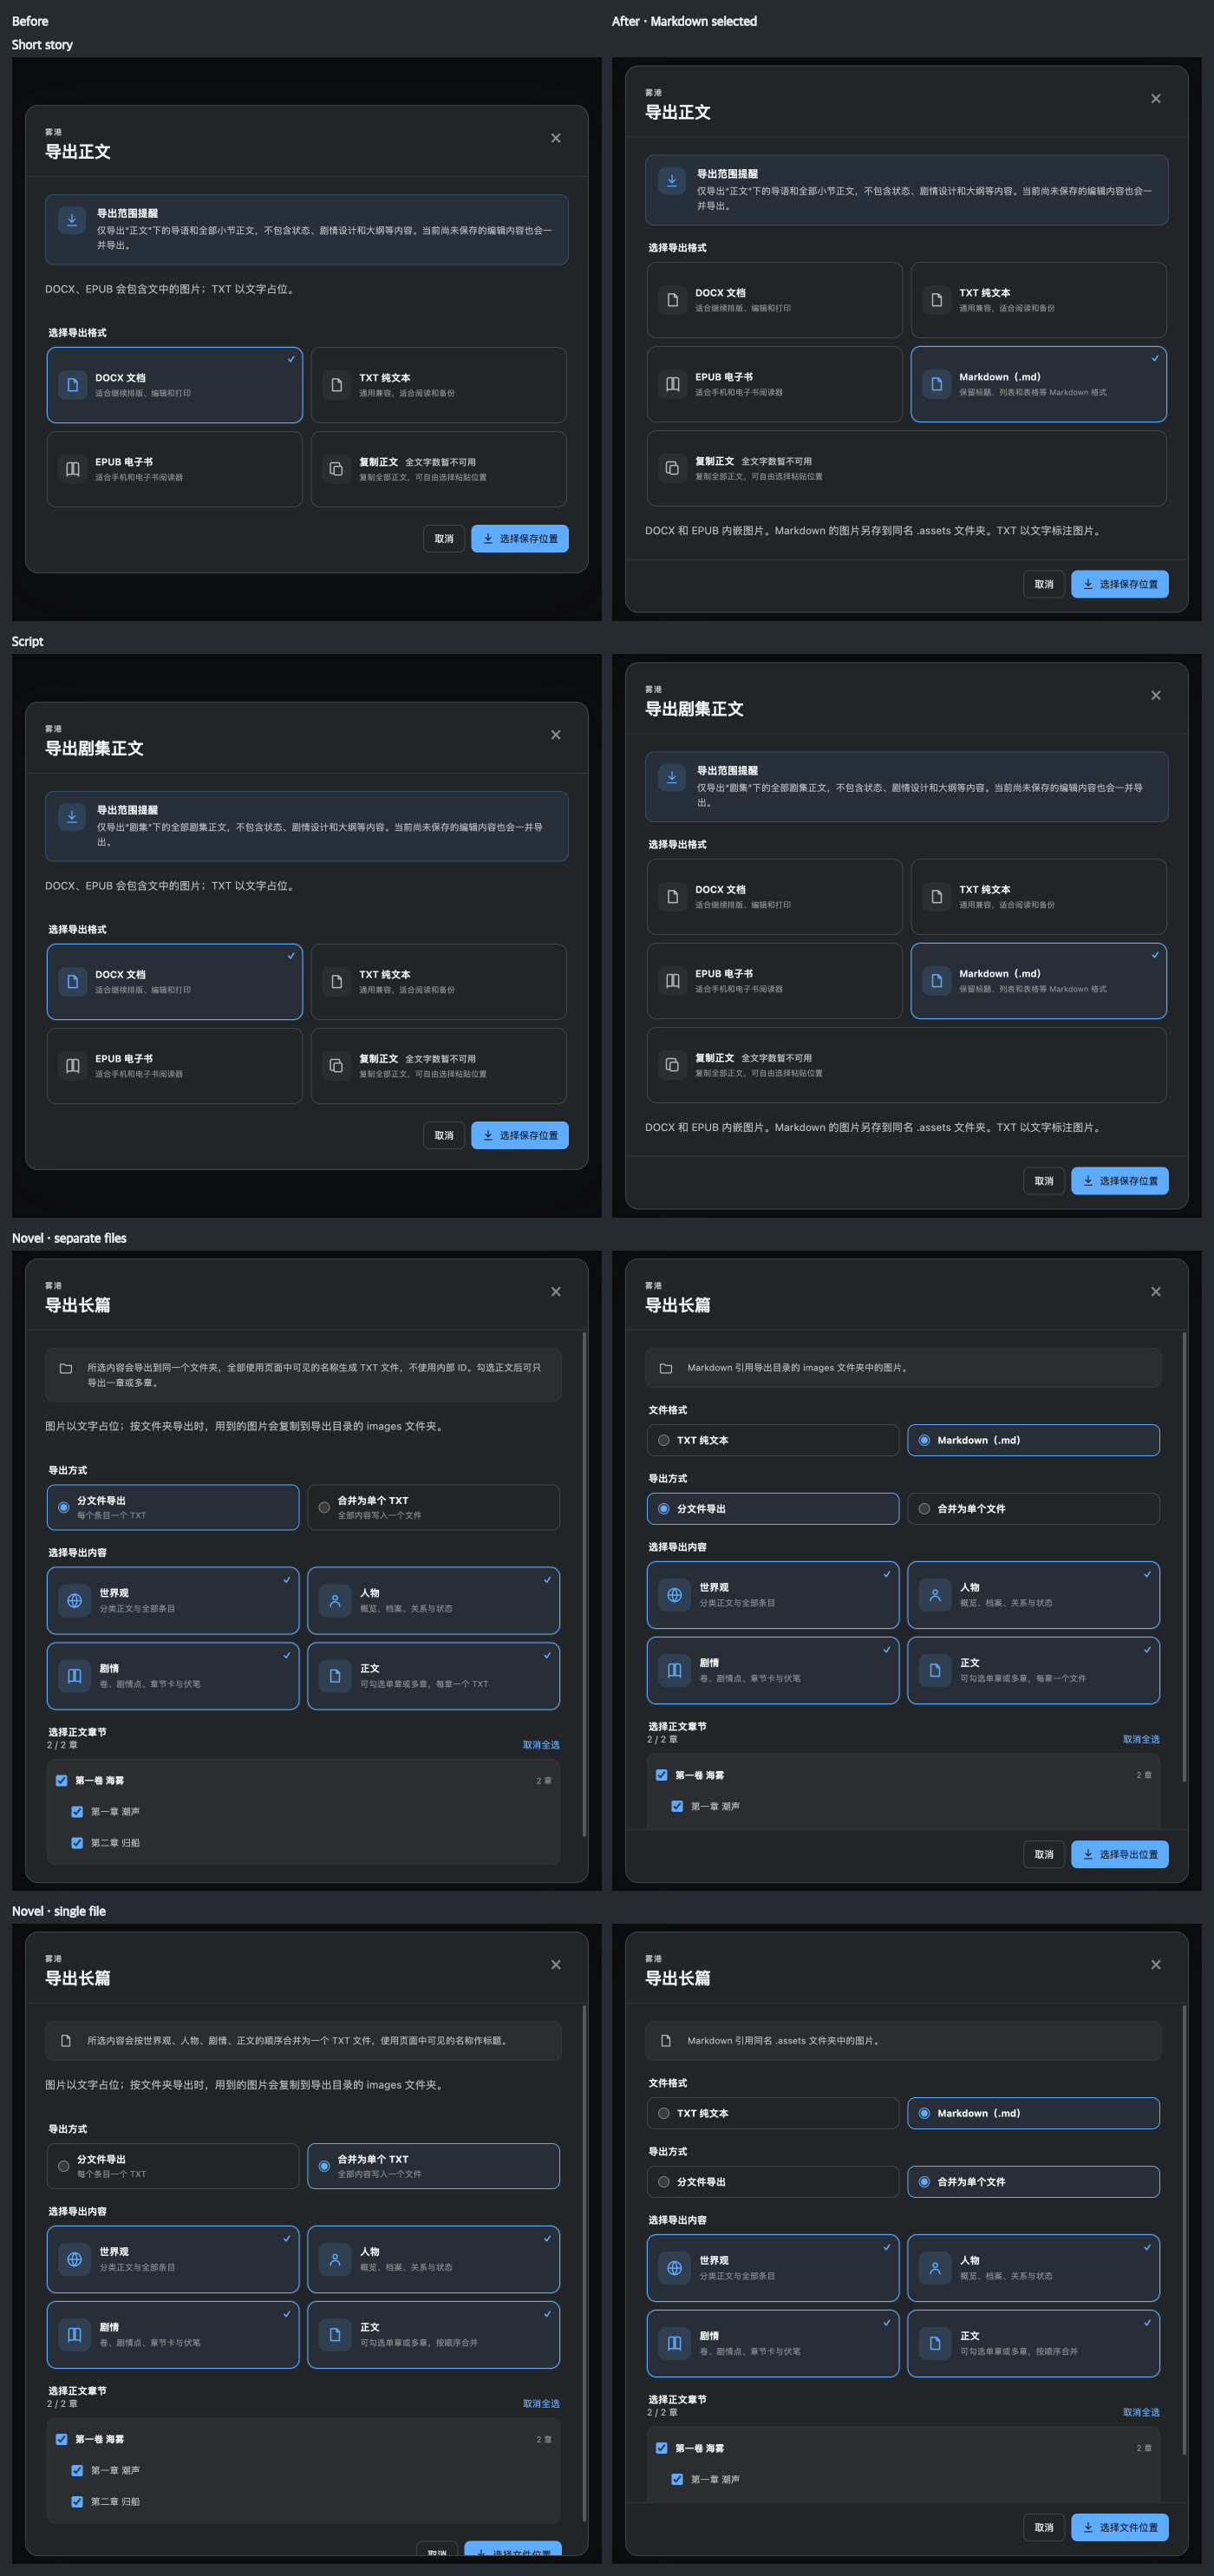 Before
After · Markdown selected
Short story
雾港
导出正文
导出范围提醒
仅导出“正文”下的导语和全部小节正文，不包含状态、剧情设计和大纲等内容。当前尚未保存的编辑内容也会一
并导出。
DOCX、EPUB 会包含文中的图片；TXT 以文字占位。
选择导出格式
DOCX 文档
适合继续排版、编辑和打印
TXT 纯文本
通用兼容，适合阅读和备份
EPUB 电子书
适合手机和电子书阅读器
复制正文 全文字数暂不可用
复制全部正文，可自由选择粘贴位置
取消
选择保存位置
雾港
导出正文
导出范围提醒
仅导出“正文”下的导语和全部小节正文，不包含状态、剧情设计和大纲等内容。当前尚未保存的编辑内容也会一
并导出。
选择导出格式
DOCX 文档
适合继续排版、编辑和打印
TXT 纯文本
通用兼容，适合阅读和备份
EPUB 电子书
适合手机和电子书阅读器
Markdown（.md）
保留标题、列表和表格等 Markdown 格式
复制正文 全文字数暂不可用
复制全部正文，可自由选择粘贴位置
DOCX 和 EPUB 内嵌图片。Markdown 的图片另存到同名 .assets 文件夹。TXT 以文字标注图片。
取消
选择保存位置
Script
雾港
导出剧集正文
导出范围提醒
仅导出“剧集”下的全部剧集正文，不包含状态、剧情设计和大纲等内容。当前尚未保存的编辑内容也会一并导
出。
DOCX、EPUB 会包含文中的图片；TXT 以文字占位。
选择导出格式
DOCX 文档
适合继续排版、编辑和打印
TXT 纯文本
通用兼容，适合阅读和备份
EPUB 电子书
适合手机和电子书阅读器
复制正文 全文字数暂不可用
复制全部正文，可自由选择粘贴位置
取消
选择保存位置
雾港
导出剧集正文
导出范围提醒
仅导出“剧集”下的全部剧集正文，不包含状态、剧情设计和大纲等内容。当前尚未保存的编辑内容也会一并导
出。
选择导出格式
DOCX 文档
适合继续排版、编辑和打印
TXT 纯文本
通用兼容，适合阅读和备份
EPUB 电子书
适合手机和电子书阅读器
Markdown（.md）
保留标题、列表和表格等 Markdown 格式
复制正文 全文字数暂不可用
复制全部正文，可自由选择粘贴位置
DOCX 和 EPUB 内嵌图片。Markdown 的图片另存到同名 .assets 文件夹。TXT 以文字标注图片。
取消
选择保存位置
Novel · separate files
雾港
导出长篇
所选内容会导出到同一个文件夹，全部使用页面中可见的名称生成 TXT 文件，不使用内部 ID。勾选正文后可只
导出一章或多章。
图片以文字占位；按文件夹导出时，用到的图片会复制到导出目录的 images 文件夹。
导出方式
分文件导出
每个条目一个 TXT
合并为单个 TXT
全部内容写入一个文件
选择导出内容
世界观
分类正文与全部条目
人物
概览、档案、关系与状态
剧情
卷、剧情点、章节卡与伏笔
正文
可勾选单章或多章，每章一个 TXT
选择正文章节
2 / 2 章
取消全选
第一卷 海雾
2 章
第一章 潮声
第二章 归船
雾港
导出长篇
Markdown 引用导出目录的 images 文件夹中的图片。
文件格式
TXT 纯文本
Markdown（.md）
导出方式
分文件导出
合并为单个文件
选择导出内容
世界观
分类正文与全部条目
人物
概览、档案、关系与状态
剧情
卷、剧情点、章节卡与伏笔
正文
可勾选单章或多章，每章一个文件
选择正文章节
2 / 2 章
取消全选
第一卷 海雾
2 章
第一章 潮声
取消
选择导出位置
Novel · single file
雾港
导出长篇
所选内容会按世界观、人物、剧情、正文的顺序合并为一个 TXT 文件，使用页面中可见的名称作标题。
图片以文字占位；按文件夹导出时，用到的图片会复制到导出目录的 images 文件夹。
导出方式
分文件导出
每个条目一个 TXT
合并为单个 TXT
全部内容写入一个文件
选择导出内容
世界观
分类正文与全部条目
人物
概览、档案、关系与状态
剧情
卷、剧情点、章节卡与伏笔
正文
可勾选单章或多章，按顺序合并
选择正文章节
2 / 2 章
取消全选
第一卷 海雾
2 章
第一章 潮声
第二章 归船
取消
选择文件位置
雾港
导出长篇
Markdown 引用同名 .assets 文件夹中的图片。
文件格式
TXT 纯文本
Markdown（.md）
导出方式
分文件导出
合并为单个文件
选择导出内容
世界观
分类正文与全部条目
人物
概览、档案、关系与状态
剧情
卷、剧情点、章节卡与伏笔
正文
可勾选单章或多章，按顺序合并
选择正文章节
2 / 2 章
取消全选
第一卷 海雾
2 章
第一章 潮声
取消
选择文件位置